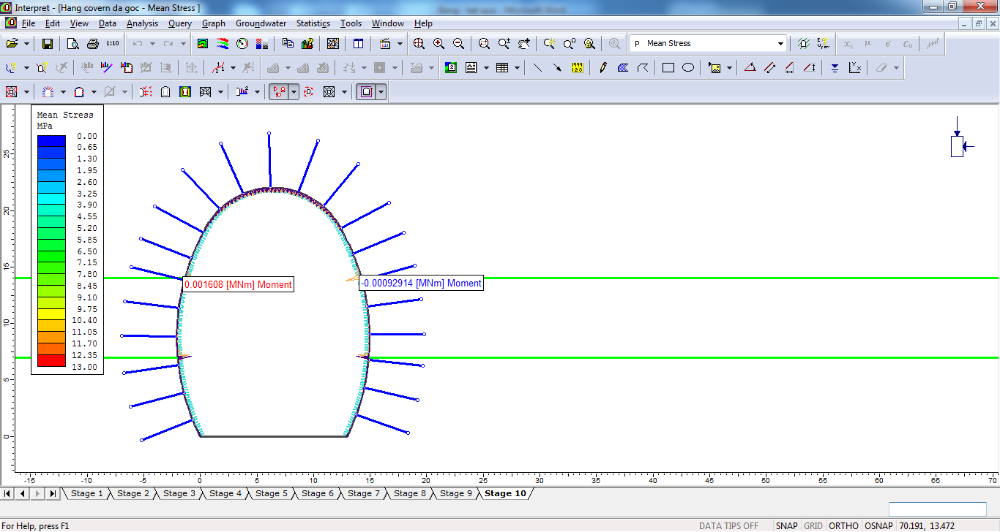 Interpret - [Hang covern da goc - Mean Stress ]
File Edit View Data Analysis Query Graph Groundwater Statistics Tools Window Help
1:10
P Mean Stress
Mean Stress
MPa
0.00
0.65
1.30
1.95
2.60
3.25
3.90
4.55
5.20
5.85
6.50
7.15
7.80
8.45
9.10
9.75
10.40
11.05
11.70
12.35
13.00
25
20
15
10
5
0
0.001608 [MNm] Moment
-0.00092914 [MNm] Moment
-15 -10 -5 0 5 10 15 20 25 30 35 40 45 50 55 60 65 70
Stage 1 Stage 2 Stage 3 Stage 4 Stage 5 Stage 6 Stage 7 Stage 8 Stage 9 Stage 10
For Help, press F1
DATA TIPS OFF SNAP GRID ORTHO OSNAP 70.191, 13.472